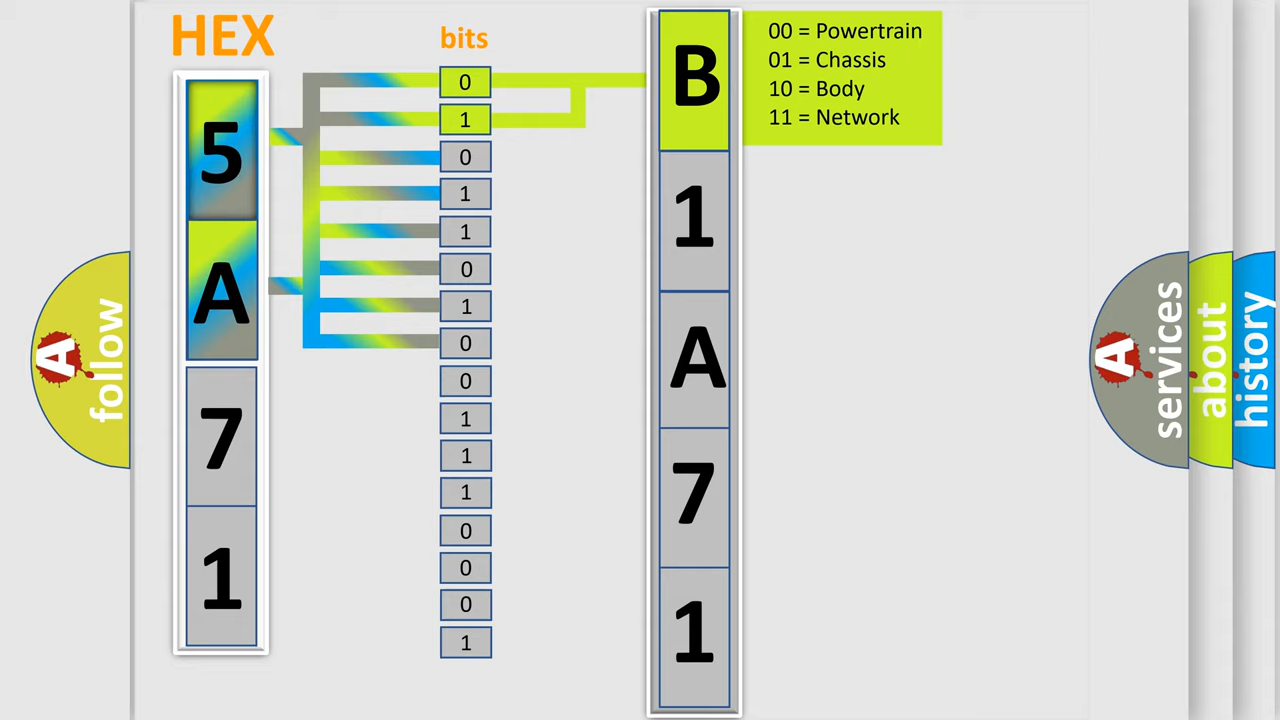 HEX
bits
5
A
7
1
0
1
0
1
1
0
1
0
0
1
1
1
0
0
0
1
B
1
A
7
1
00 = Powertrain
01 = Chassis
10 = Body
11 = Network
A follow
A services
about
history